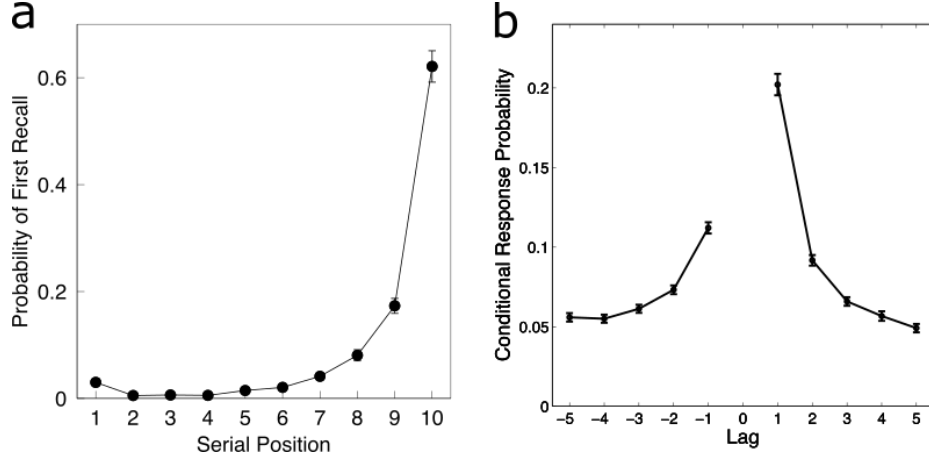 a
Probability of First Recall
0.6
0.4
0.2
0
1 2 3 4 5 6 7 8 9 10
Serial Position
b
Conditional Response Probability
0.2
0.15
0.1
0.05
0
−5 −4 −3 −2 −1 0 1 2 3 4 5
Lag